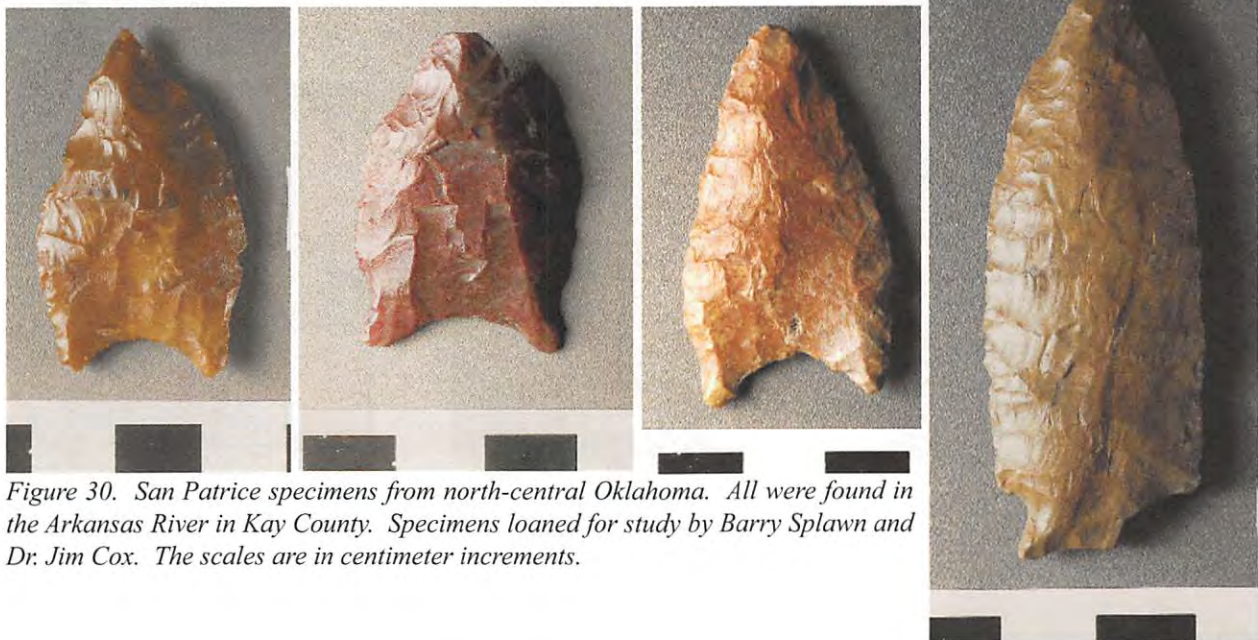 Figure 30. San Patrice specimens from north-central Oklahoma. All were found in
the Arkansas River in Kay County. Specimens loaned for study by Barry Splawn and
Dr. Jim Cox. The scales are in centimeter increments.